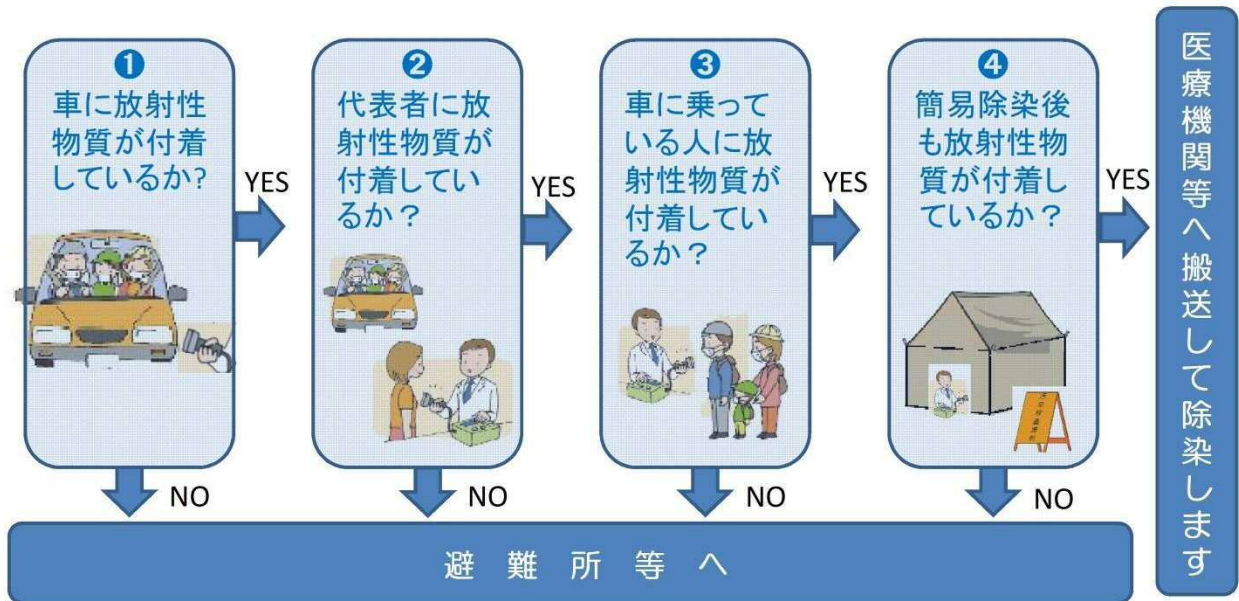 ❶
車に放射性
物質が付着
しているか?
YES
NO
❷
代表者に放
射性物質が
付着してい
るか？
YES
NO
❸
車に乗って
いる人に放
射性物質が
付着してい
るか？
YES
NO
❹
簡易除染後
も放射性物
質が付着し
ているか？
YES
NO
医療機関等へ搬送して除染します
避難所等へ